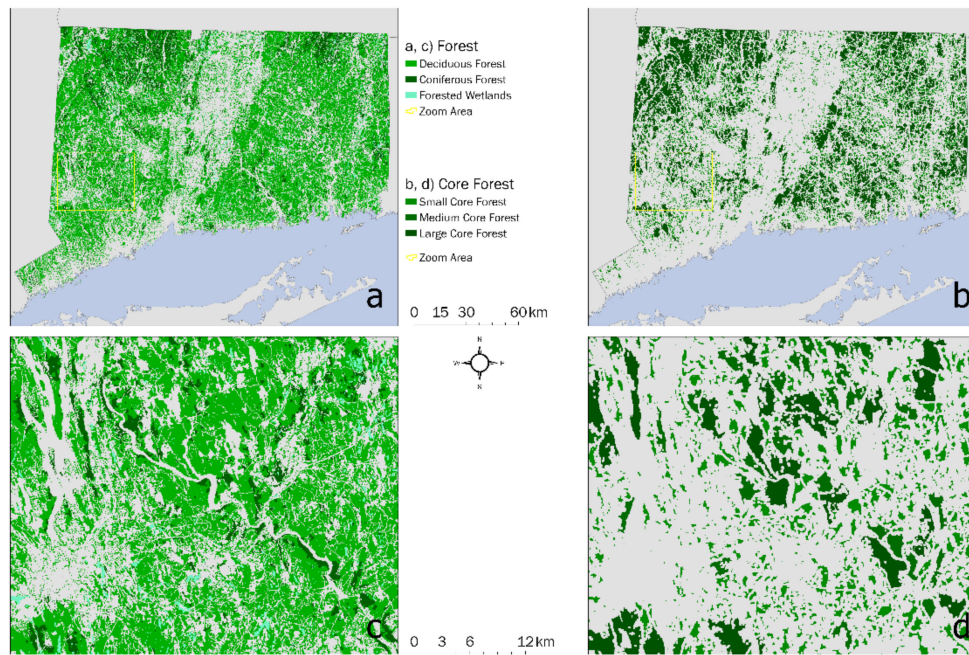 a, c) Forest
Deciduous Forest
Coniferous Forest
Forested Wetlands
Zoom Area
b, d) Core Forest
Small Core Forest
Medium Core Forest
Large Core Forest
Zoom Area
a
b
0 15 30 60 km
N
S
c
d
0 3 6 12 km